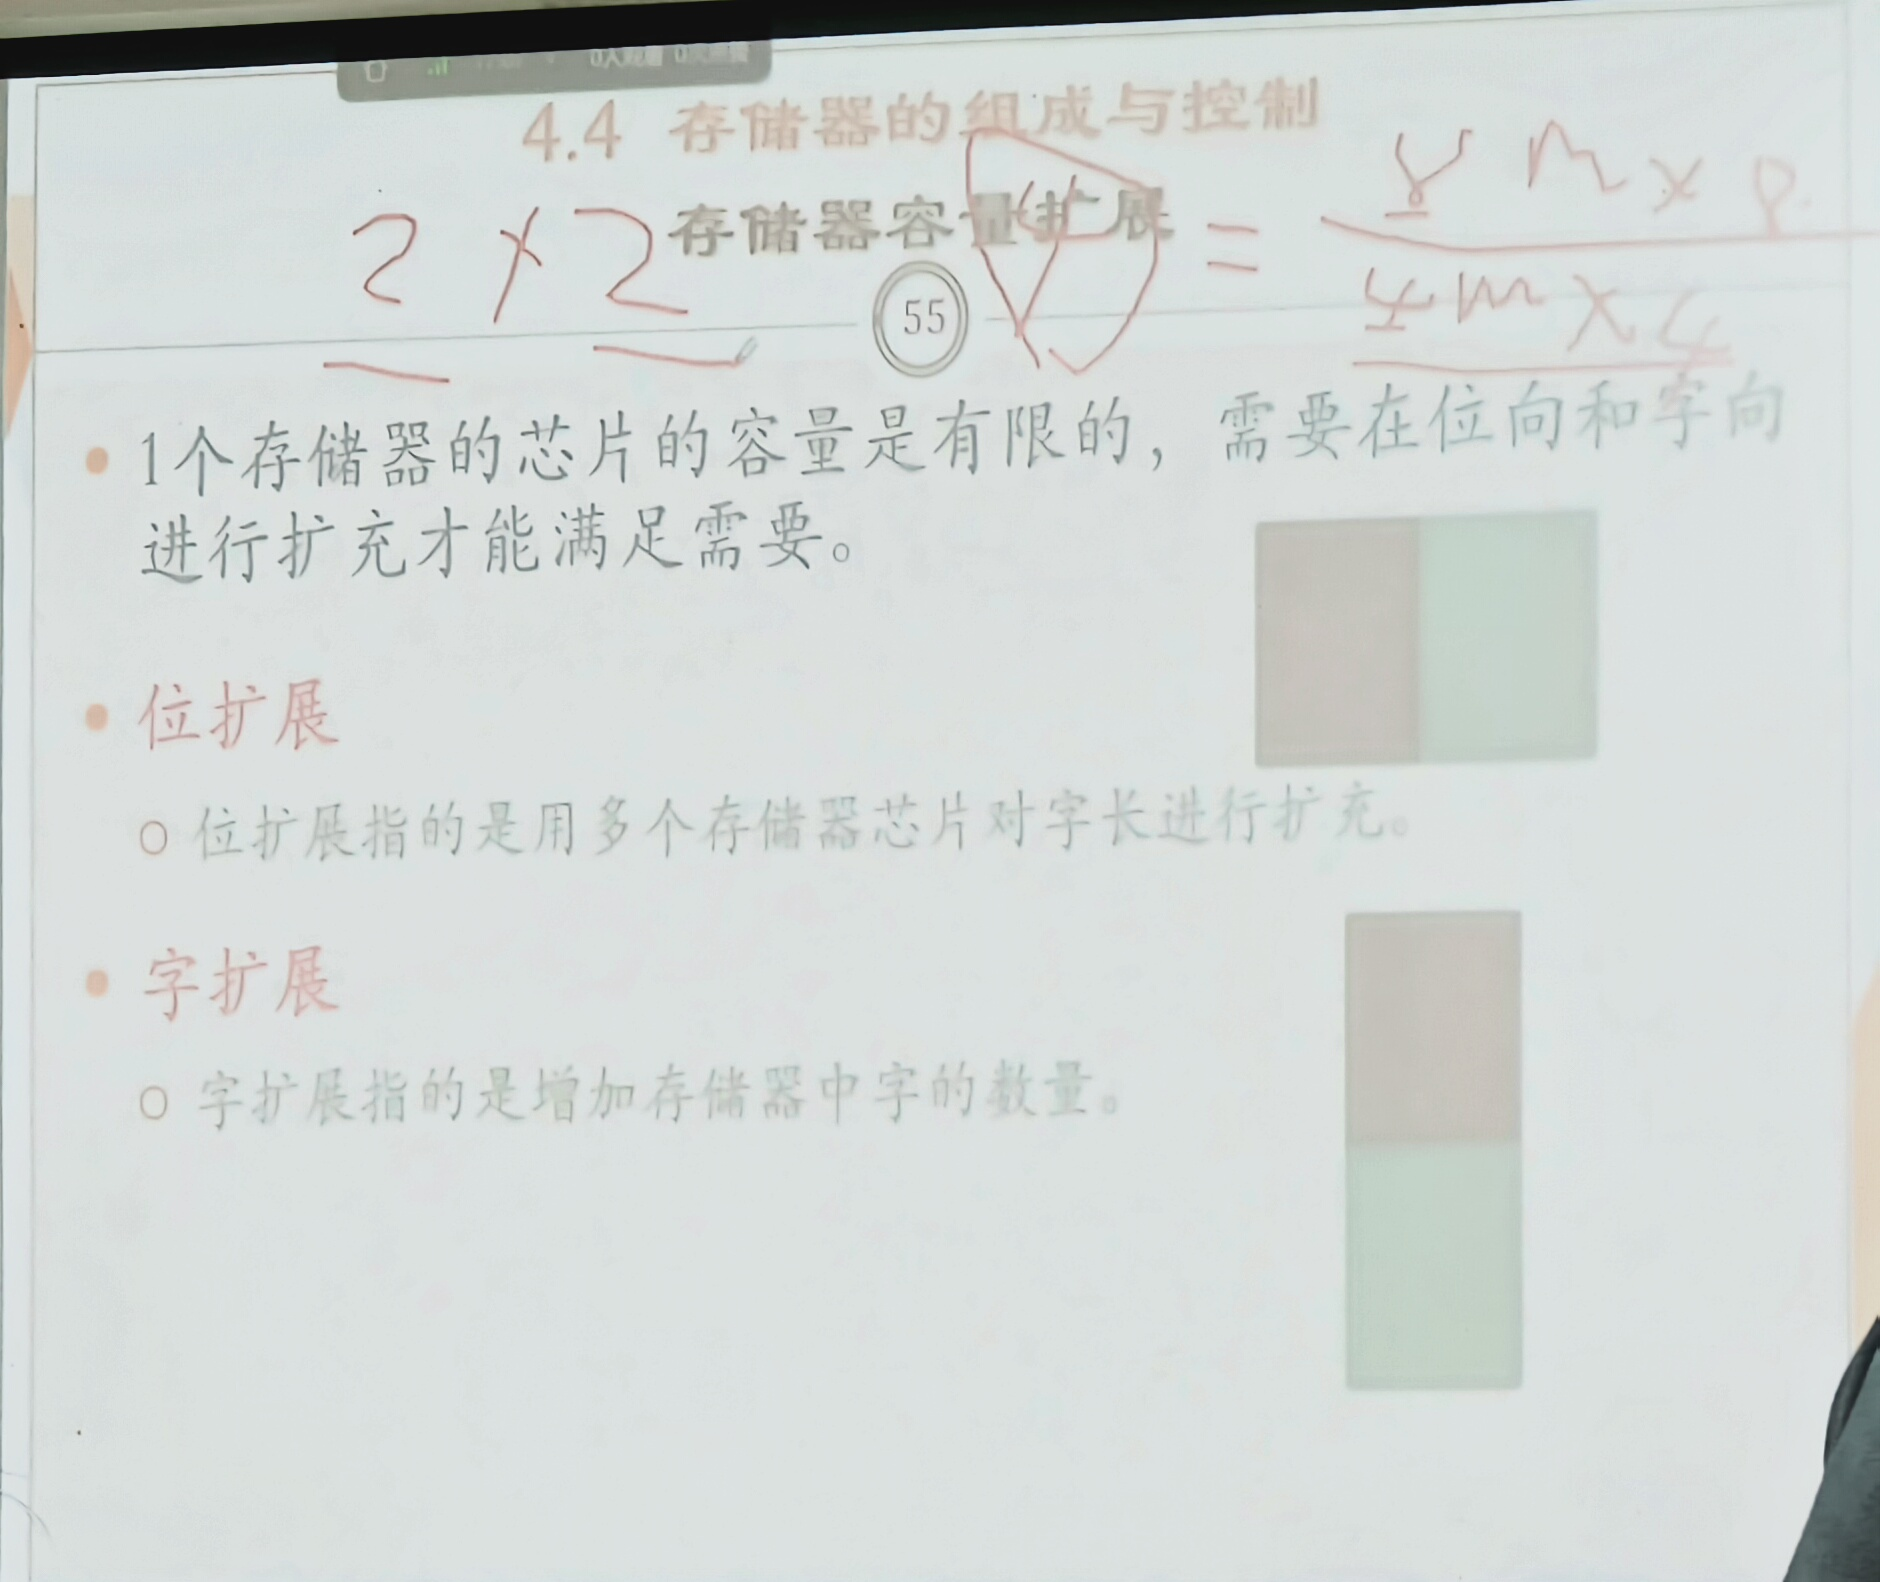 4.4 存储器的组成与控制
8 m x 8
2 x 2 存储器容量扩展 =
4 m x 4
55
• 1个存储器的芯片的容量是有限的，需要在位向和字向
进行扩充才能满足需要。
• 位扩展
○ 位扩展指的是用多个存储器芯片对字长进行扩充。
• 字扩展
○ 字扩展指的是增加存储器中字的数量。